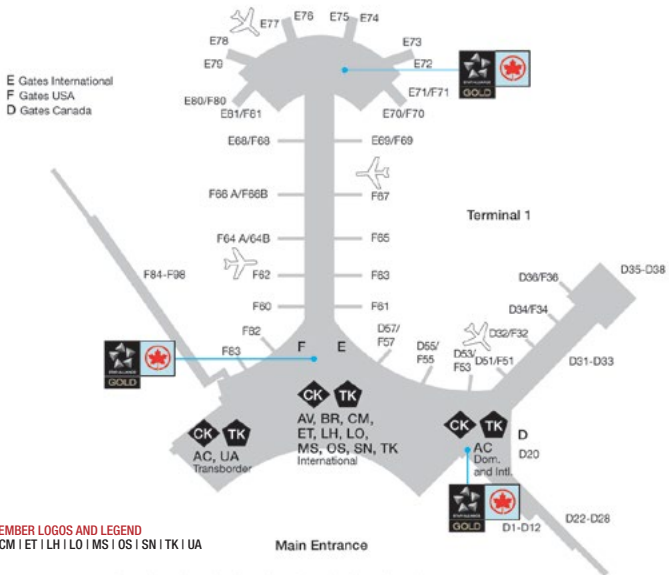 E77
E76
E75
E74
E78
E79
E73
E72
GOLD
E Gates International
F Gates USA
D Gates Canada
E80/F80
E81/F81
E71/F71
E70/F70
E68/F68
E69/F69
F66 A/F66B
F67
Terminal 1
F64 A/64B
F65
F84-F98
F62
F63
D36/F36
D35-D38
F60
F61
D34/F34
F82
F83
F
E
D57/
F57
D55/
F55
D53/
F53
D32/F32
D51/F51
D31-D33
GOLD
CK TK
AV, BR, CM,
ET, LH, LO,
MS, OS, SN, TK
International
CK TK
AC, UA
Transborder
CK TK
AC
Dom.
and Intl.
D
D20
GOLD
D1-D12
D22-D28
EMBER LOGOS AND LEGEND
CM | ET | LH | LO | MS | OS | SN | TK | UA
Main Entrance